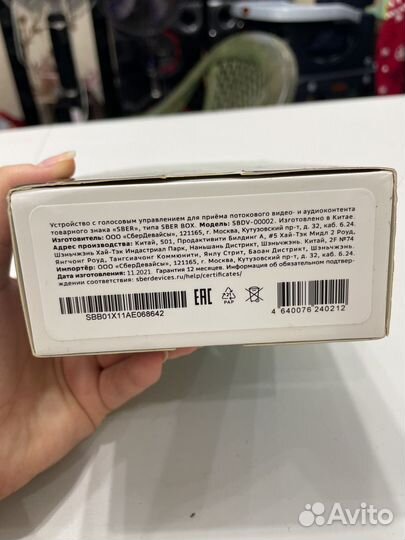 Устройство с голосовым управлением для приёма потокового видео- и аудиоконтента
товарного знака «SBER», типа SBER BOX. Модель: SBDV-00002. Изготовлено в Китае.
Изготовитель: ООО «СберДевайсы», 121165, г. Москва, Кутузовский пр-т, д. 32, каб. 6.24.
Адрес производства: Китай, 501, Продактивити Билдинг А, #5 Хай-Тэк Мидл 2 Роуд,
Шэньчжэнь Хай-Тэк Индастриал Парк, Наньшань Дистрикт, Шэньчжэнь. Китай, 2F №74
Янгчонг Роуд, Тангсиачонг Коммюнити, Янлу Стрит, Баоан Дистрикт, Шэньчжэнь.
Импортёр: ООО «СберДевайсы», 121165, г. Москва, Кутузовский пр-т, д. 32, каб. 6.24.
Дата изготовления: 11.2021. Гарантия 12 месяцев. Информация об обязательном подтвер-
ждении соответствия: sberdevices.ru/help/certificates/
EAC
PAP
SBB01X11AE068642
4 640076 240212
Avito